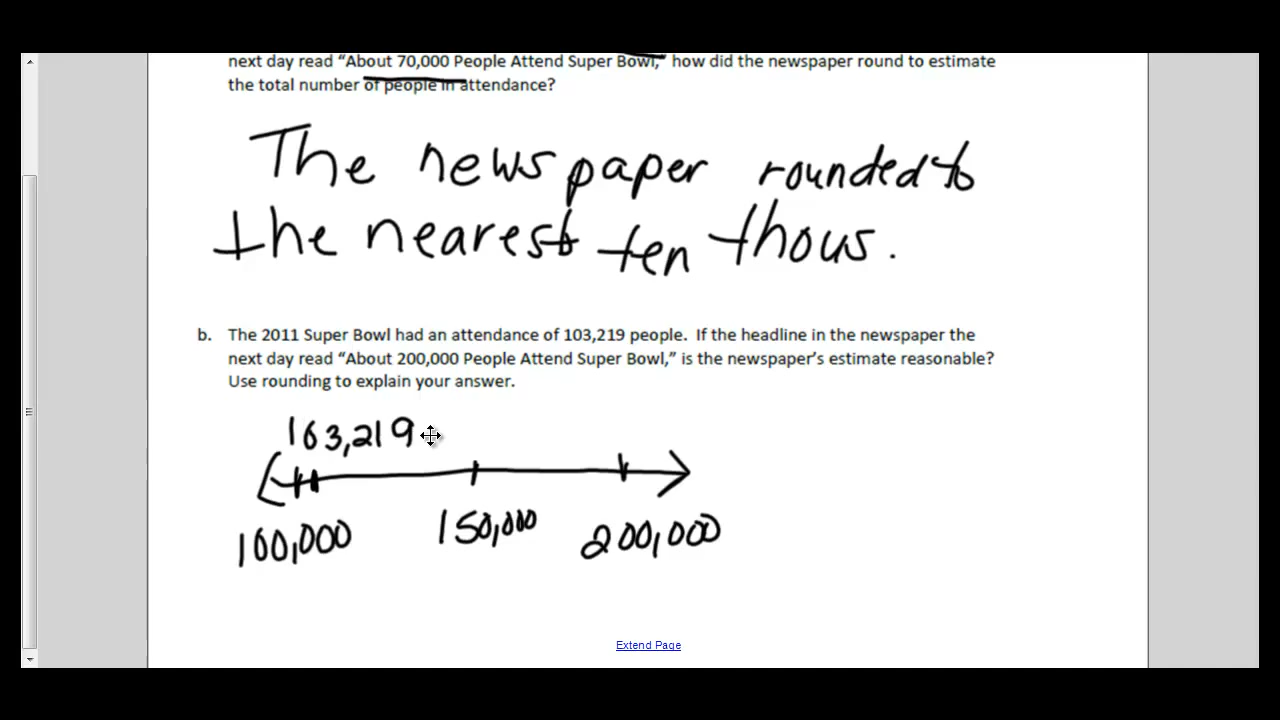 next day read “About 70,000 People Attend Super Bowl,” how did the newspaper round to estimate
the total number of people in attendance?
The newspaper rounded to
the nearest ten thous.
b. The 2011 Super Bowl had an attendance of 103,219 people. If the headline in the newspaper the
next day read “About 200,000 People Attend Super Bowl,” is the newspaper’s estimate reasonable?
Use rounding to explain your answer.
103,219
100,000 150,000 200,000
Extend Page